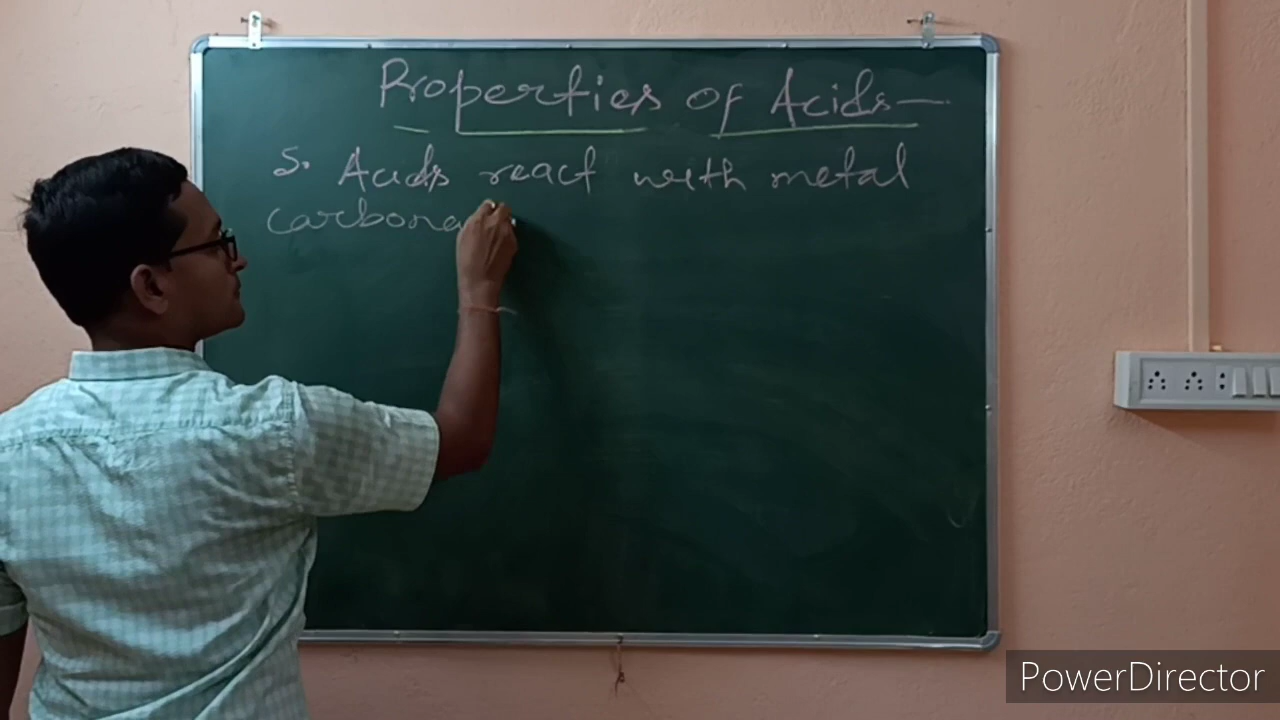 Properties of Acids—
5. Acids react with metal
carbona
PowerDirector